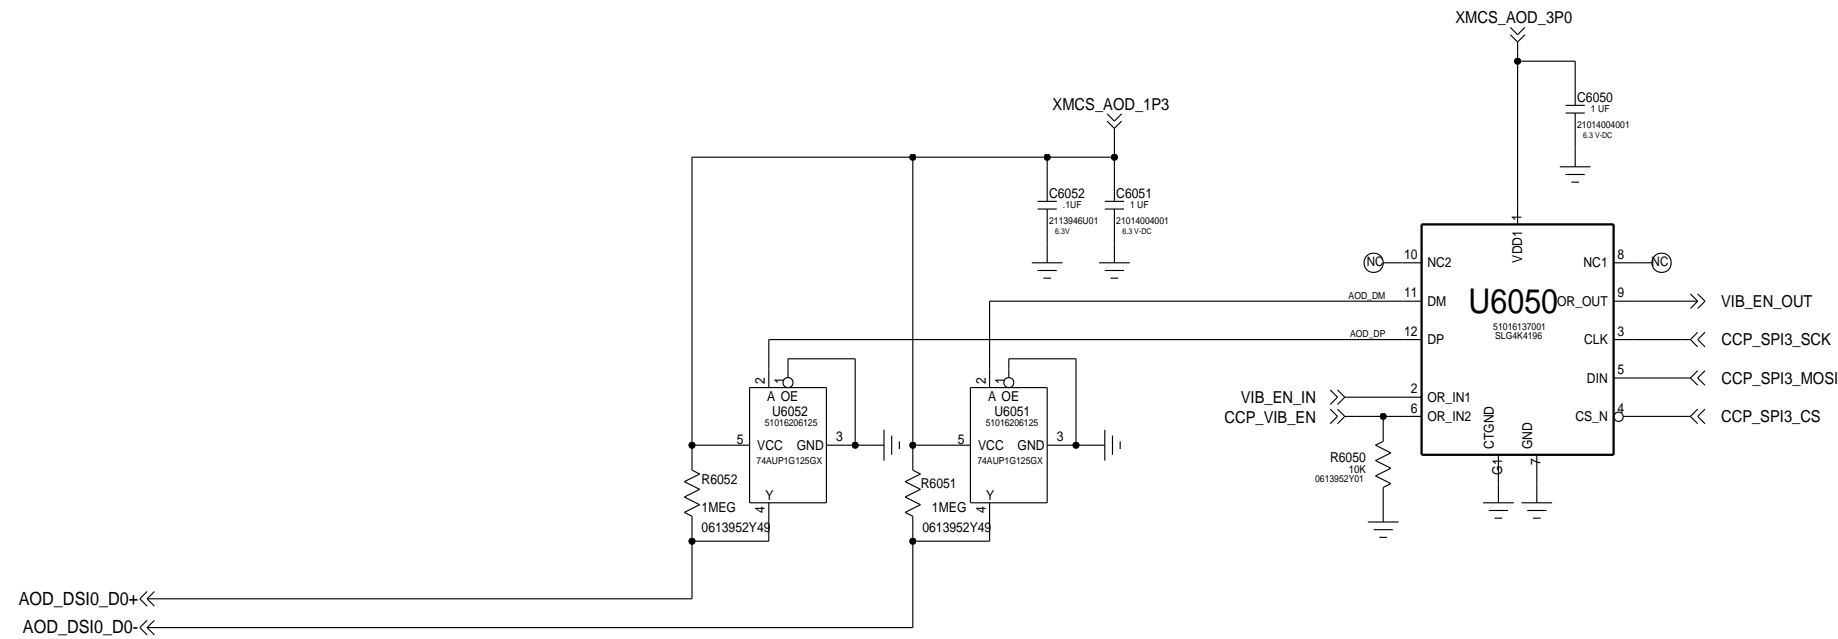 XMCS_AOD_3P0
C6050
1 UF
21014004001
6.3 V-DC
XMCS_AOD_1P3
C6052
.1UF
2113946U01
6.3V
C6051
1 UF
21014004001
6.3 V-DC
1
VDD1
NC
10
NC2
NC1
8
NC
AOD_DM
11
DM
U6050
51016137001
SLG4K4196
OR_OUT
9
VIB_EN_OUT
AOD_DP
12
DP
CLK
3
CCP_SPI3_SCK
DIN
5
CCP_SPI3_MOSI
VIB_EN_IN
2
OR_IN1
CCP_VIB_EN
6
OR_IN2
CS_N
4
CCP_SPI3_CS
CTGND
GND
G1
7
R6050
10K
0613952Y01
2
1
A OE
U6052
51016206125
5
VCC GND
3
74AUP1G125GX
Y
4
R6052
1MEG
0613952Y49
2
1
A OE
U6051
51016206125
5
VCC GND
3
74AUP1G125GX
Y
4
R6051
1MEG
0613952Y49
AOD_DSI0_D0+
AOD_DSI0_D0-